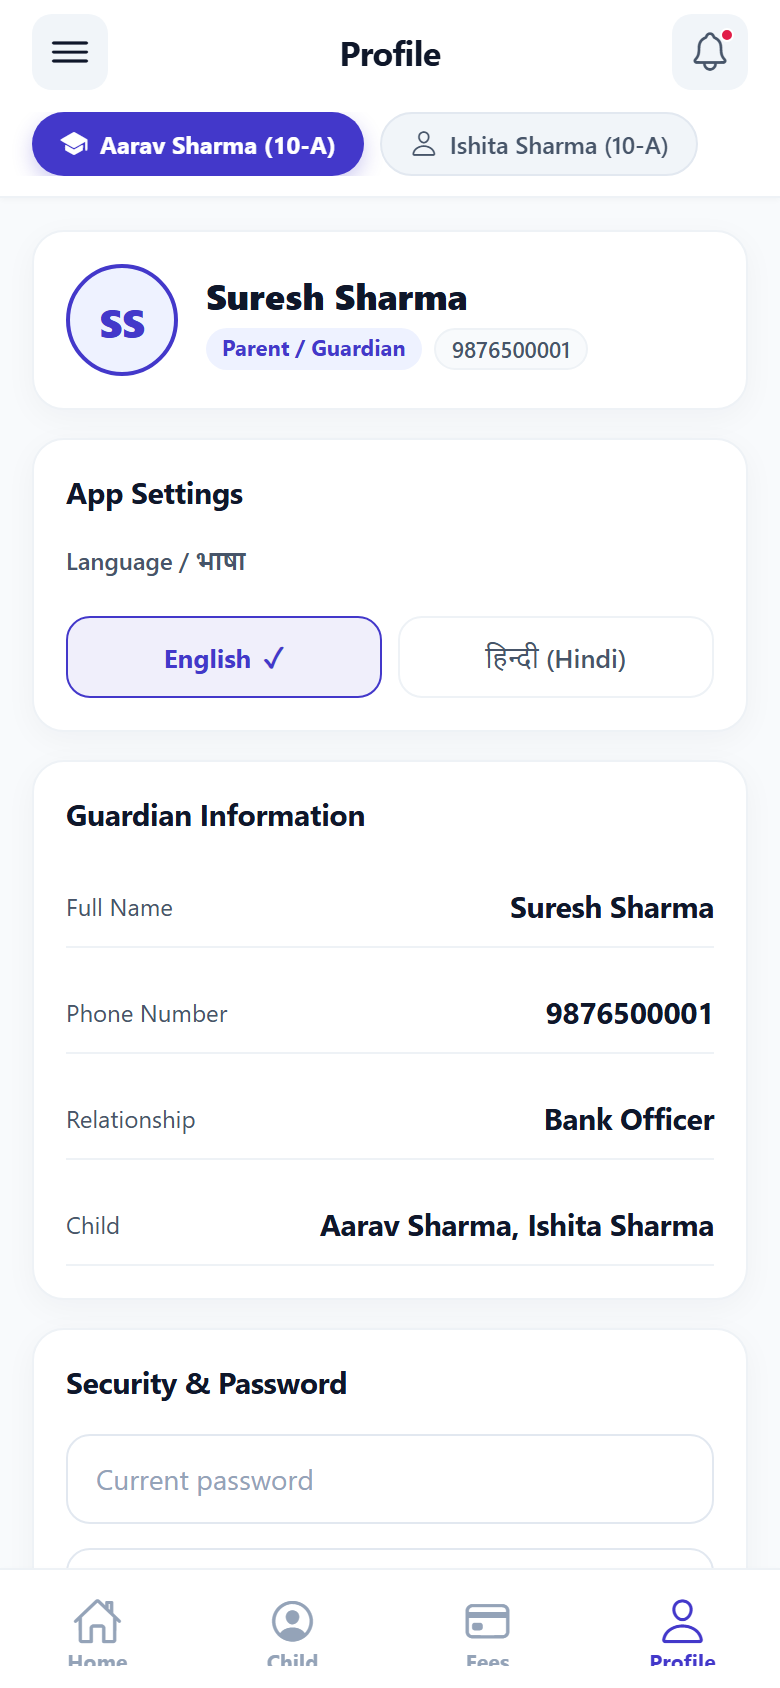 Profile
Aarav Sharma (10-A)
Ishita Sharma (10-A)
SS
Suresh Sharma
Parent / Guardian
9876500001
App Settings
Language / भाषा
English ✓
हिन्दी (Hindi)
Guardian Information
Full Name
Suresh Sharma
Phone Number
9876500001
Relationship
Bank Officer
Child
Aarav Sharma, Ishita Sharma
Security & Password
Current password
Home
Child
Fees
Profile